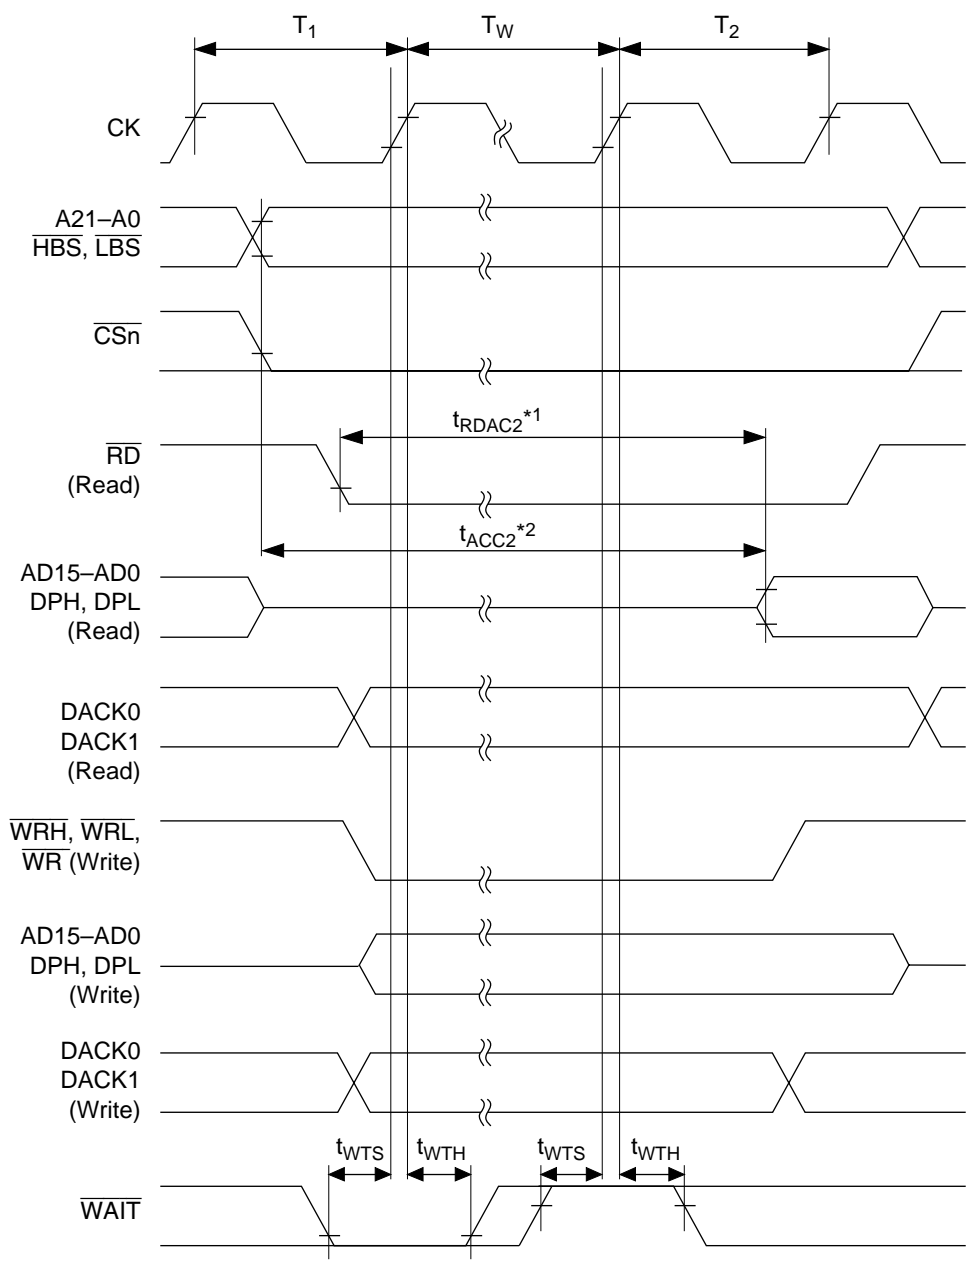 T1 TW T2
CK
A21–A0
HBS, LBS
CSn
tRDAC2*1
RD
(Read)
tACC2*2
AD15–AD0
DPH, DPL
(Read)
DACK0
DACK1
(Read)
WRH, WRL,
WR (Write)
AD15–AD0
DPH, DPL
(Write)
DACK0
DACK1
(Write)
tWTS tWTH tWTS tWTH
WAIT